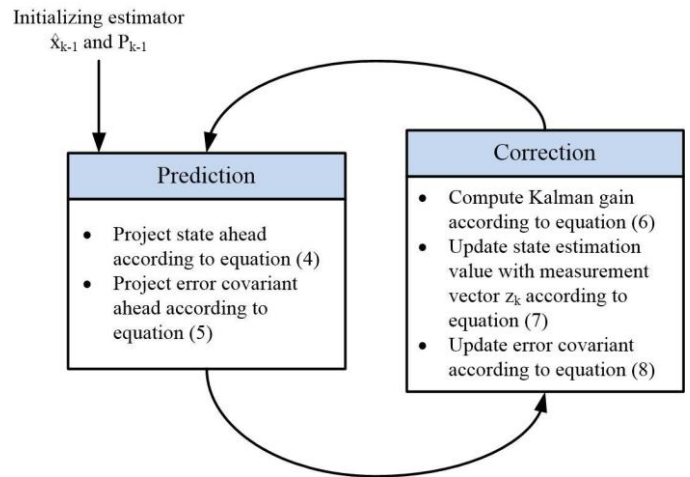 Initializing estimator
x̂k-1 and Pk-1
Prediction
• Project state ahead
according to equation (4)
• Project error covariant
ahead according to
equation (5)
Correction
• Compute Kalman gain
according to equation (6)
• Update state estimation
value with measurement
vector zk according to
equation (7)
• Update error covariant
according to equation (8)